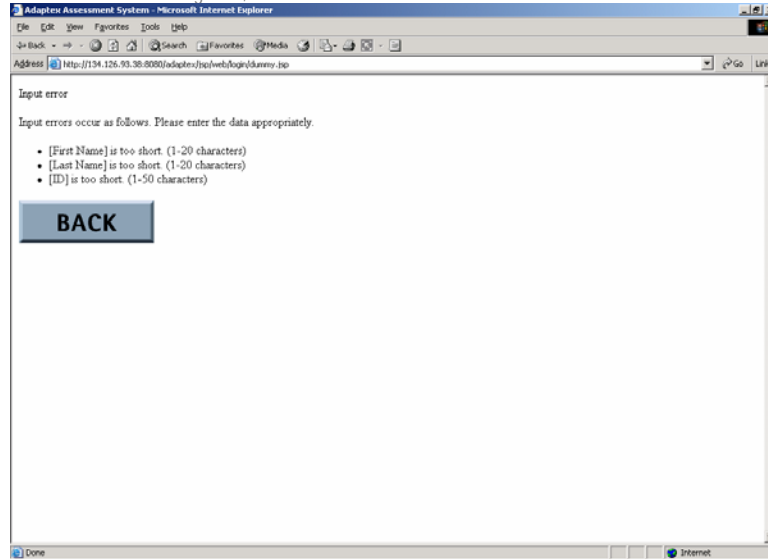 Adaptex Assessment System - Microsoft Internet Explorer
File Edit View Favorites Tools Help
Back Search Favorites Media
Address http://134.126.93.38:8080/adaptex/jsp/web/login/dummy.jsp Go
Input error
Input errors occur as follows. Please enter the data appropriately.
• [First Name] is too short. (1-20 characters)
• [Last Name] is too short. (1-20 characters)
• [ID] is too short. (1-50 characters)
BACK
Done Internet